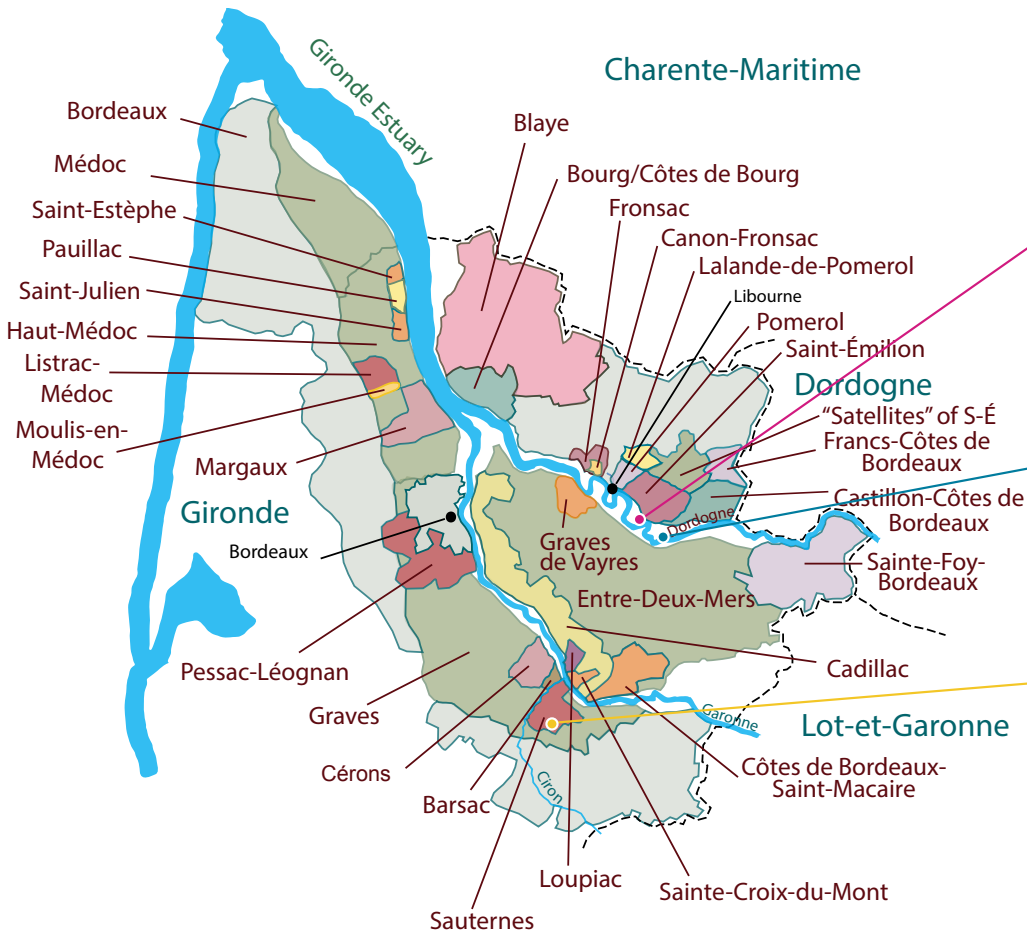 Gironde Estuary
Charente-Maritime
Bordeaux
Médoc
Saint-Estèphe
Pauillac
Saint-Julien
Haut-Médoc
Listrac-
Médoc
Moulis-en-
Médoc
Margaux
Gironde
Bordeaux
Pessac-Léognan
Graves
Cérons
Barsac
Sauternes
Blaye
Bourg/Côtes de Bourg
Fronsac
Canon-Fronsac
Lalande-de-Pomerol
Libourne
Pomerol
Saint-Émilion
Dordogne
“Satellites” of S-É
Francs-Côtes de
Bordeaux
Castillon-Côtes de
Bordeaux
Dordogne
Graves
de Vayres
Sainte-Foy-
Bordeaux
Entre-Deux-Mers
Cadillac
Garonne
Lot-et-Garonne
Côtes de Bordeaux-
Saint-Macaire
Ciron
Loupiac
Sainte-Croix-du-Mont